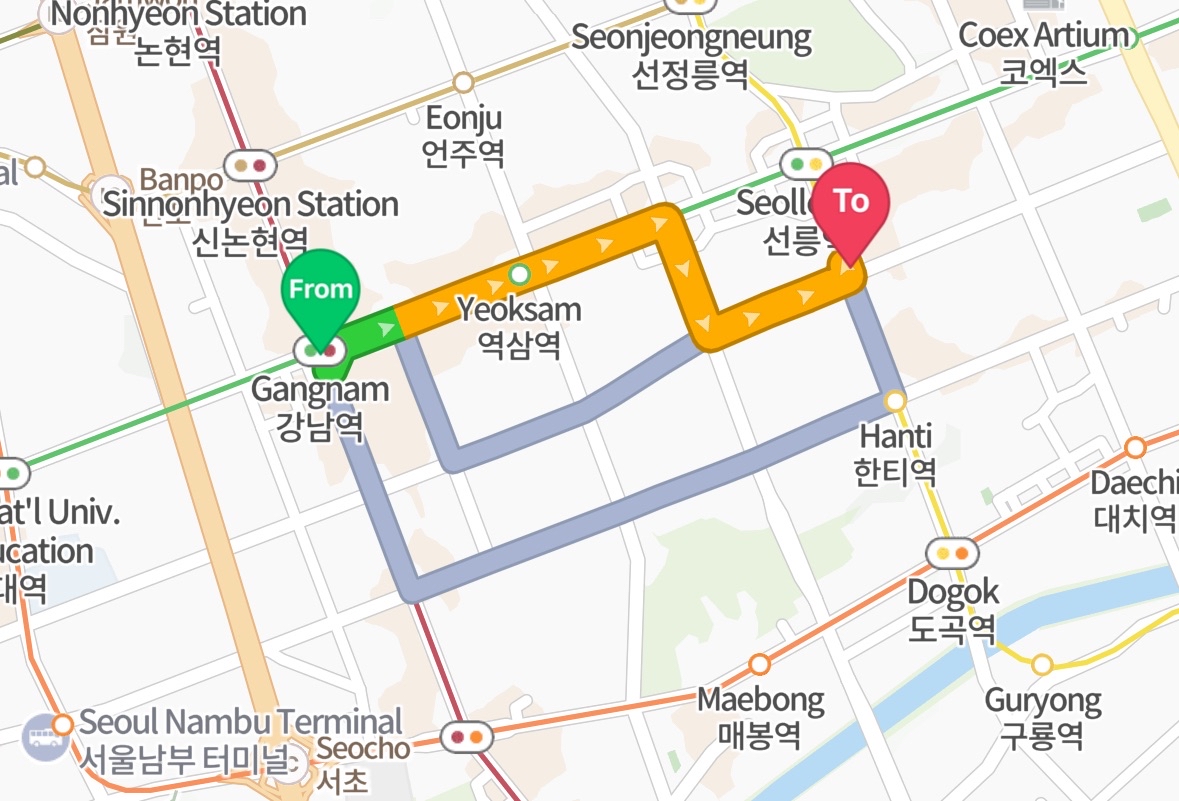 Nonhyeon Station
논현역
Seonjeongneung
선정릉역
Coex Artium
코엑스
Eonju
언주역
al
Banpo
Sinnonhyeon Station
신논현역
선릉역
To
From
Yeoksam
역삼역
Gangnam
강남역
Hanti
한티역
Daechi
대치역
at'l Univ.
ucation
대역
Dogok
도곡역
Maebong
매봉역
Guryong
구룡역
Seoul Nambu Terminal
서울남부 터미널
Seocho
서초